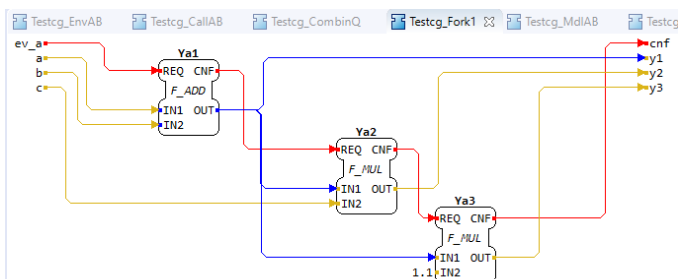 Testcg_EnvAB Testcg_CallAB Testcg_CombinQ Testcg_Fork1 Testcg_MdlAB Testcg
ev_a cnf
a Ya1 y1
b REQ CNF y2
c F_ADD y3
IN1 OUT
IN2
Ya2
REQ CNF
F_MUL
IN1 OUT
IN2
Ya3
REQ CNF
F_MUL
IN1 OUT
1.1 IN2